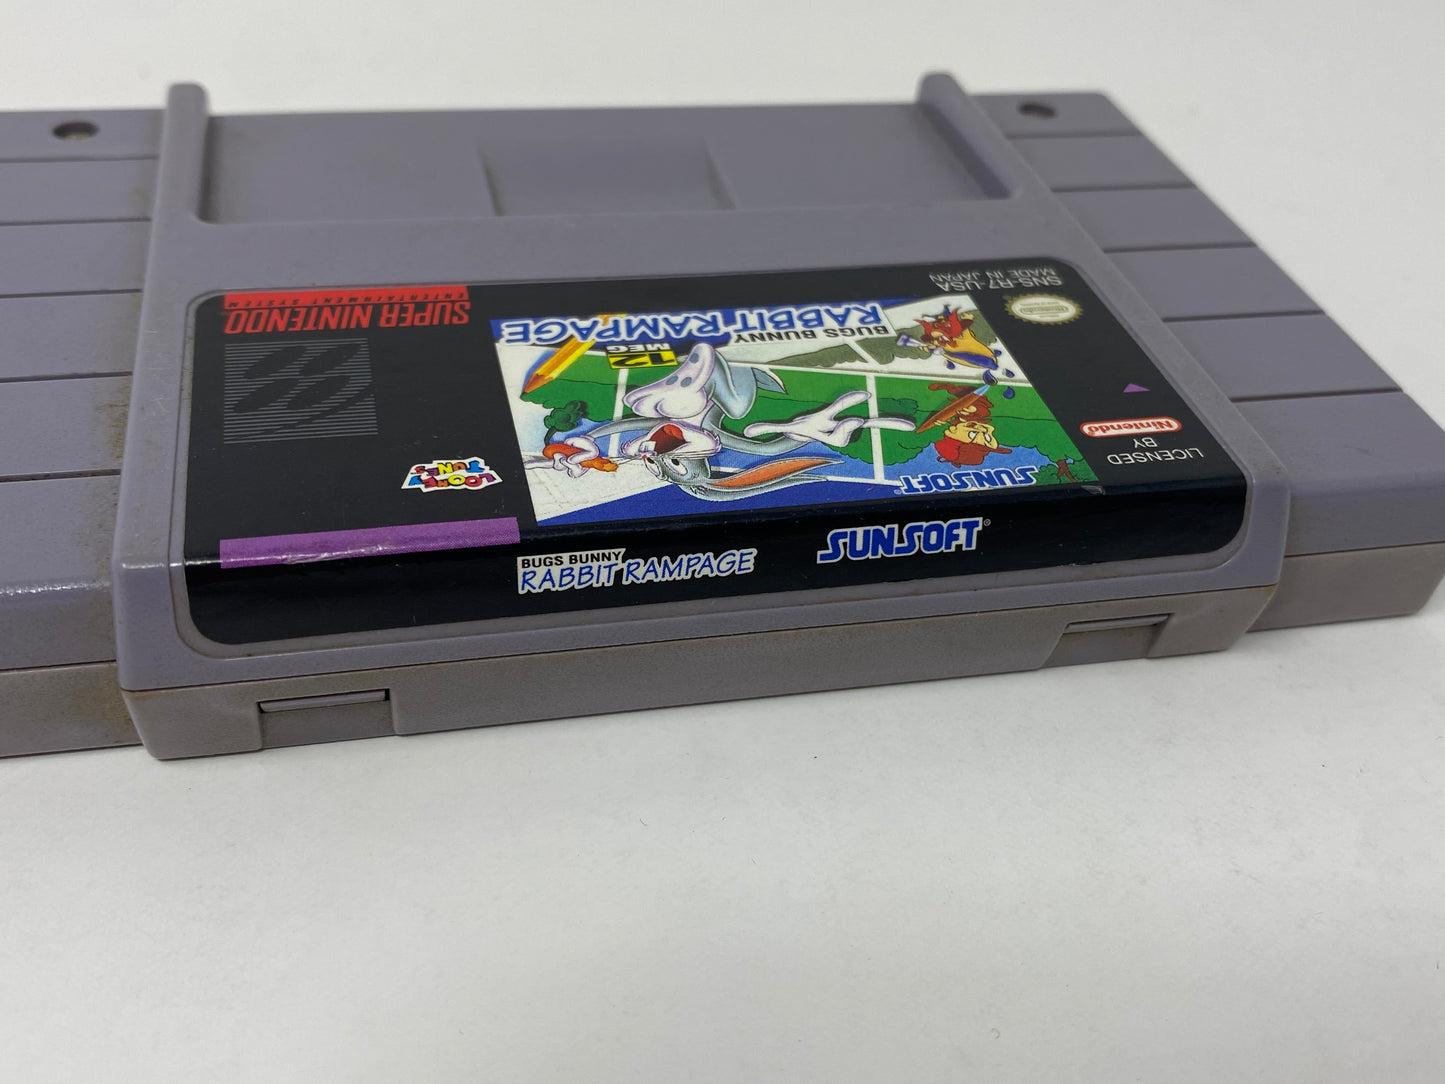 SUPER NINTENDO
ENTERTAINMENT SYSTEM
LOONEY
TUNES
BUGS BUNNY
RABBIT RAMPAGE
12
MEG
SUNSOFT®
SNS-R7-USA
MADE IN JAPAN
Nintendo
LICENSED
BY
Nintendo
BUGS BUNNY
RABBIT RAMPAGE
SUNSOFT®